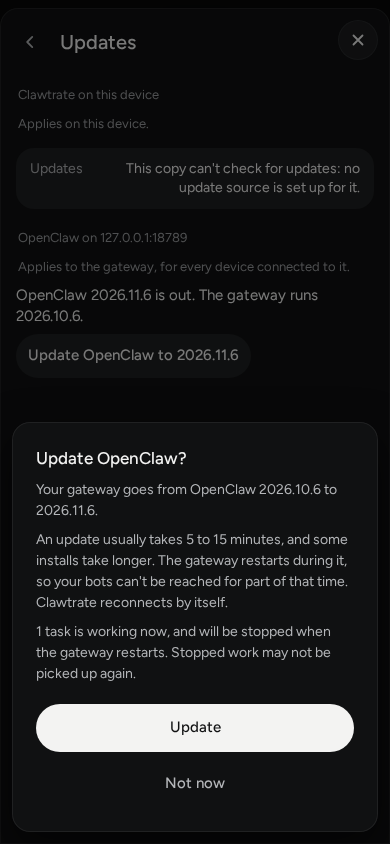 Updates
Clawtrate on this device
Applies on this device.
Updates
This copy can't check for updates: no
update source is set up for it.
OpenClaw on 127.0.0.1:18789
Applies to the gateway, for every device connected to it.
OpenClaw 2026.11.6 is out. The gateway runs
2026.10.6.
Update OpenClaw to 2026.11.6
Update OpenClaw?
Your gateway goes from OpenClaw 2026.10.6 to
2026.11.6.
An update usually takes 5 to 15 minutes, and some
installs take longer. The gateway restarts during it,
so your bots can't be reached for part of that time.
Clawtrate reconnects by itself.
1 task is working now, and will be stopped when
the gateway restarts. Stopped work may not be
picked up again.
Update
Not now